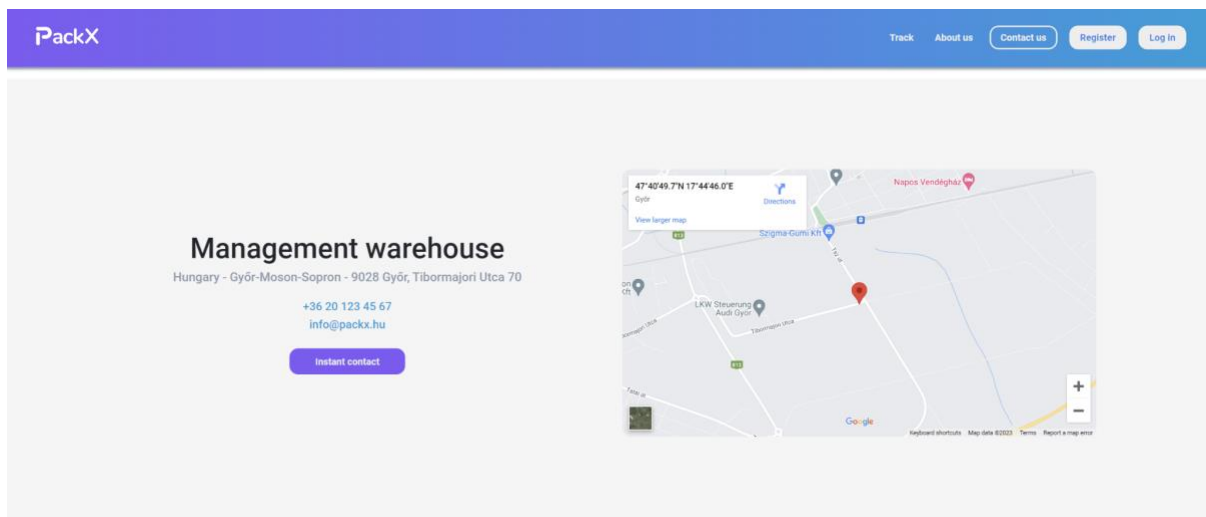 PackX
Track About us Contact us Register Log in
Management warehouse
Hungary - Győr-Moson-Sopron - 9028 Győr, Tibormajori Utca 70
+36 20 123 45 67
info@packx.hu
Instant contact
47°40'49.7"N 17°44'46.0"E
Győr
Directions
View larger map
Napos Vendégház
Szigma-Gumi Kft
LKW Steuerung
Audi Győr
Tibormajori utca
Google
Keyboard shortcuts Map data ©2023 Terms Report a map error